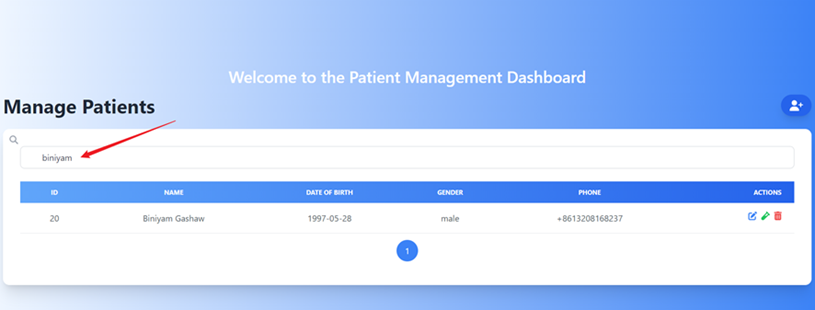 Welcome to the Patient Management Dashboard
Manage Patients
biniyam
ID NAME DATE OF BIRTH GENDER PHONE ACTIONS
20 Biniyam Gashaw 1997-05-28 male +8613208168237
1